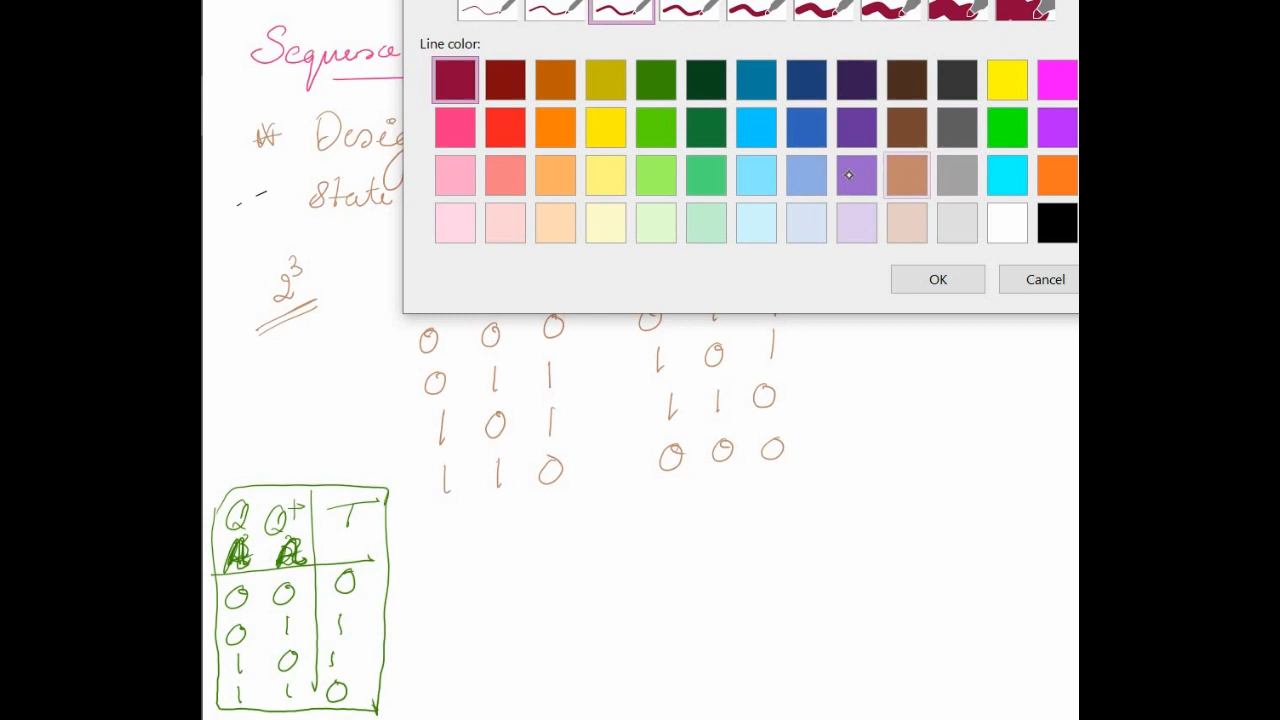 Line color:
Sequence
* Desig
- State
OK Cancel
2^3
0 0 0
0 1 1 1 0 1
1 0 1 1 1 0
1 1 0 0 0 0
Q Q+ T
0 0 0
0 1 1
1 0 1
1 1 0